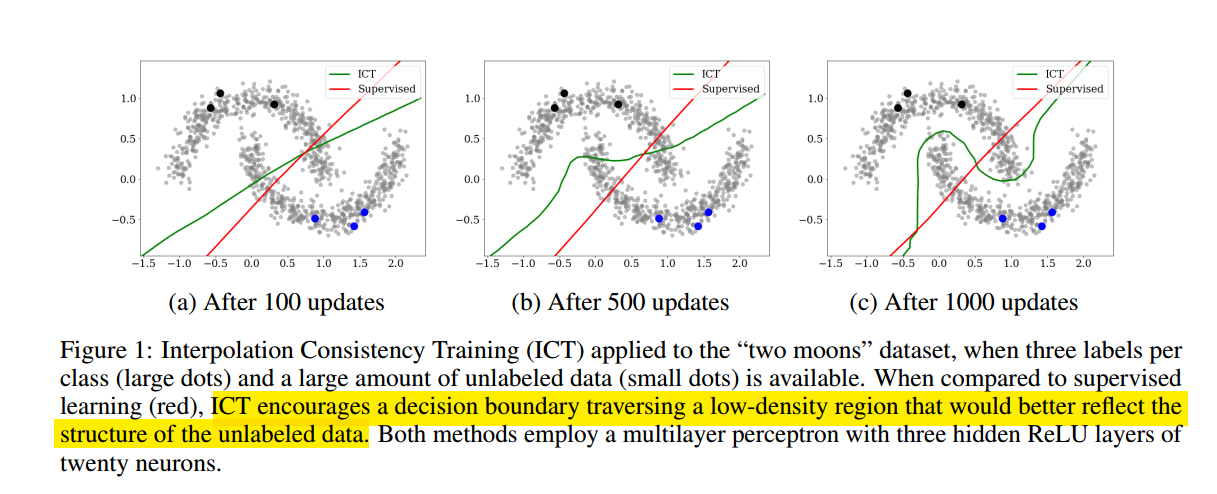 ICT
Supervised
1.0
0.5
0.0
−0.5
−1.5 −1.0 −0.5 0.0 0.5 1.0 1.5 2.0
(a) After 100 updates
ICT
Supervised
1.0
0.5
0.0
−0.5
−1.5 −1.0 −0.5 0.0 0.5 1.0 1.5 2.0
(b) After 500 updates
ICT
Supervised
1.0
0.5
0.0
−0.5
−1.5 −1.0 −0.5 0.0 0.5 1.0 1.5 2.0
(c) After 1000 updates
Figure 1: Interpolation Consistency Training (ICT) applied to the “two moons” dataset, when three labels per
class (large dots) and a large amount of unlabeled data (small dots) is available. When compared to supervised
learning (red), ICT encourages a decision boundary traversing a low-density region that would better reflect the
structure of the unlabeled data. Both methods employ a multilayer perceptron with three hidden ReLU layers of
twenty neurons.